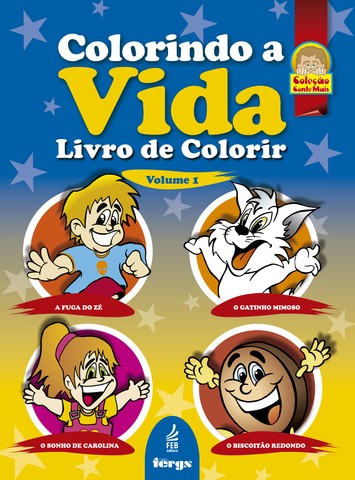 Colorindo a
Vida
Livro de Colorir
Volume 1
Coleção
Conte Mais
A FUGA DO ZÉ
O GATINHO MIMOSO
O SONHO DE CAROLINA
O BISCOITÃO REDONDO
FEB
editora
fergs